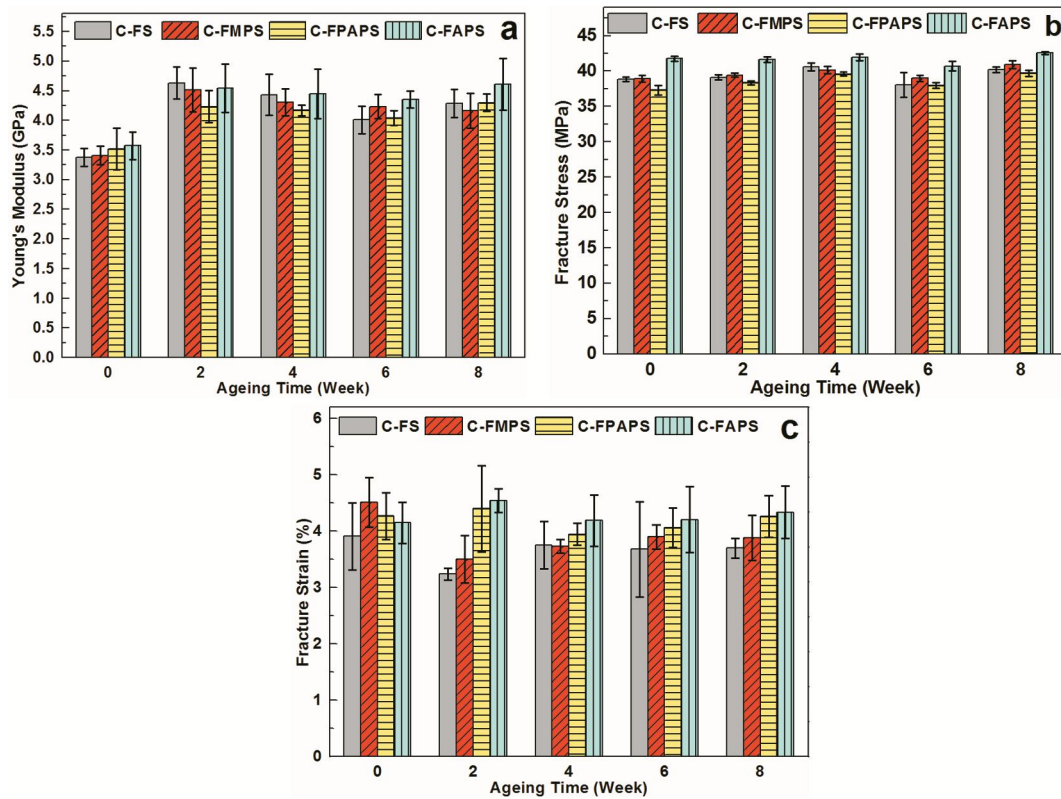 C-FS C-FMPS C-FPAPS C-FAPS a
5.5
5.0
4.5
4.0
3.5
3.0
2.5
2.0
1.5
1.0
0.5
0.0
Young's Modulus (GPa)
0 2 4 6 8
Ageing Time (Week)
C-FS C-FMPS C-FPAPS C-FAPS b
45
40
35
30
25
20
15
10
5
0
Fracture Stress (MPa)
0 2 4 6 8
Ageing Time (Week)
C-FS C-FMPS C-FPAPS C-FAPS c
6
5
4
3
2
1
0
Fracture Strain (%)
0 2 4 6 8
Ageing Time (Week)